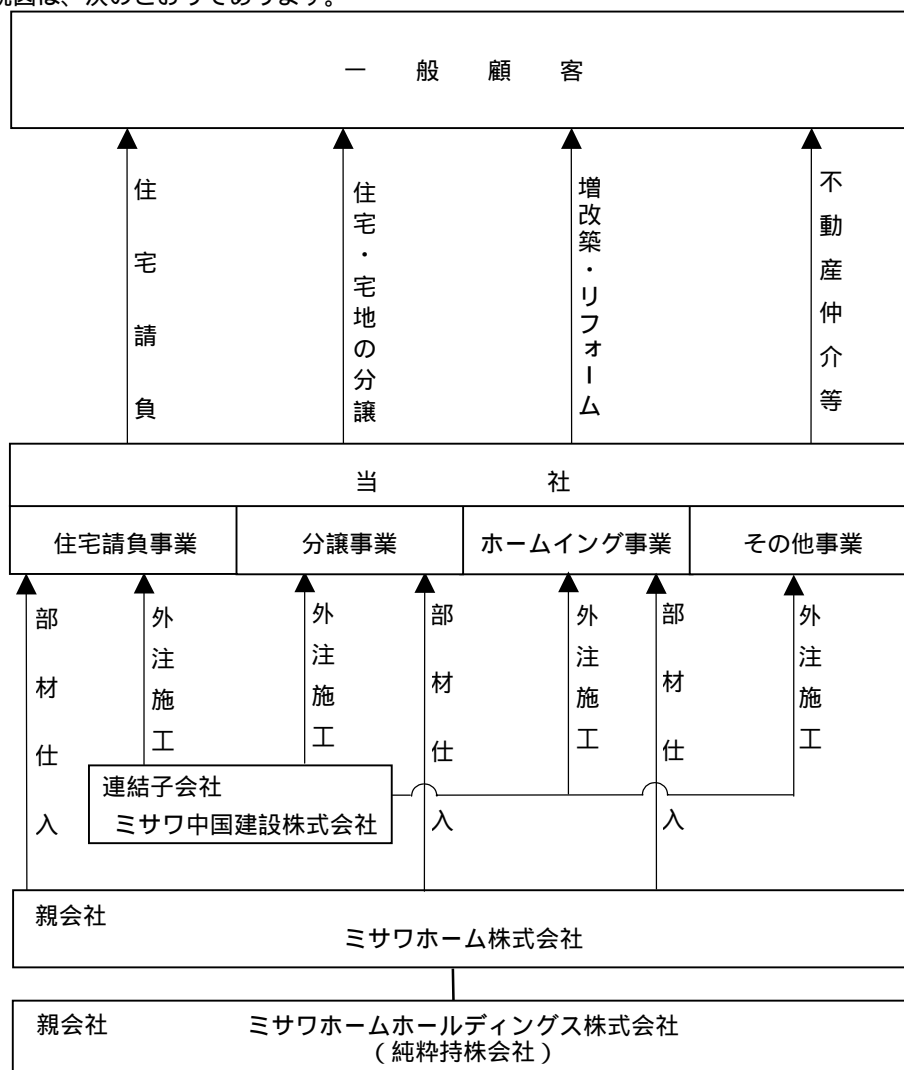 況図は、次のとおりであります。
一般顧客
住宅請負
住宅・宅地の分譲
増改築・リフォーム
不動産仲介等
当社
住宅請負事業
分譲事業
ホームイング事業
その他事業
部材仕入
外注施工
外注施工
部材仕入
外注施工
部材仕入
外注施工
連結子会社
ミサワ中国建設株式会社
親会社
ミサワホーム株式会社
親会社
ミサワホームホールディングス株式会社
(純粋持株会社)